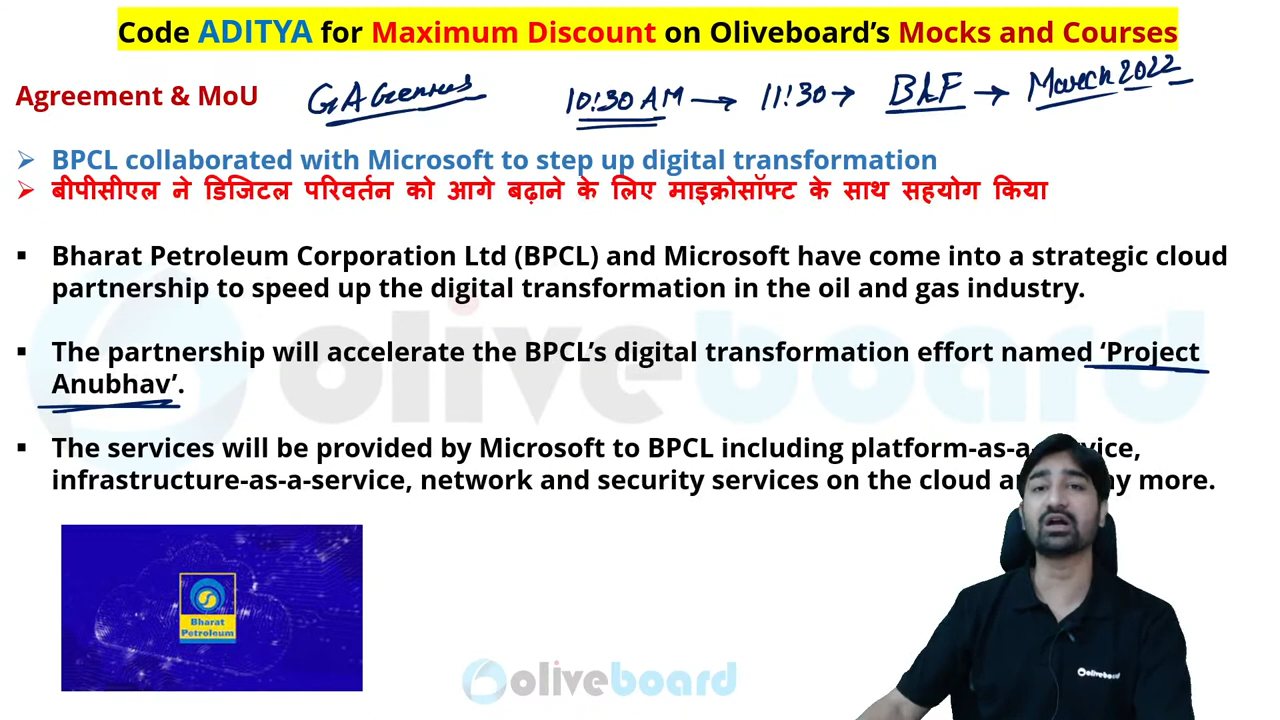 Code ADITYA for Maximum Discount on Oliveboard's Mocks and Courses
Agreement & MoU GA Genius 10:30 AM → 11:30 → → March 2022
➢ BPCL collaborated with Microsoft to step up digital transformation
➢ बीपीसीएल ने डिजिटल परिवर्तन को आगे बढ़ाने के लिए माइक्रोसॉफ्ट के साथ सहयोग किया
▪ Bharat Petroleum Corporation Ltd (BPCL) and Microsoft have come into a strategic cloud
partnership to speed up the digital transformation in the oil and gas industry.
▪ The partnership will accelerate the BPCL's digital transformation effort named 'Project
Anubhav'.
▪ The services will be provided by Microsoft to BPCL including
infrastructure-as-a-service, network and security services on the cloud more.
Bharat
Petroleum
oliveboard
oliveboard
oliveboard